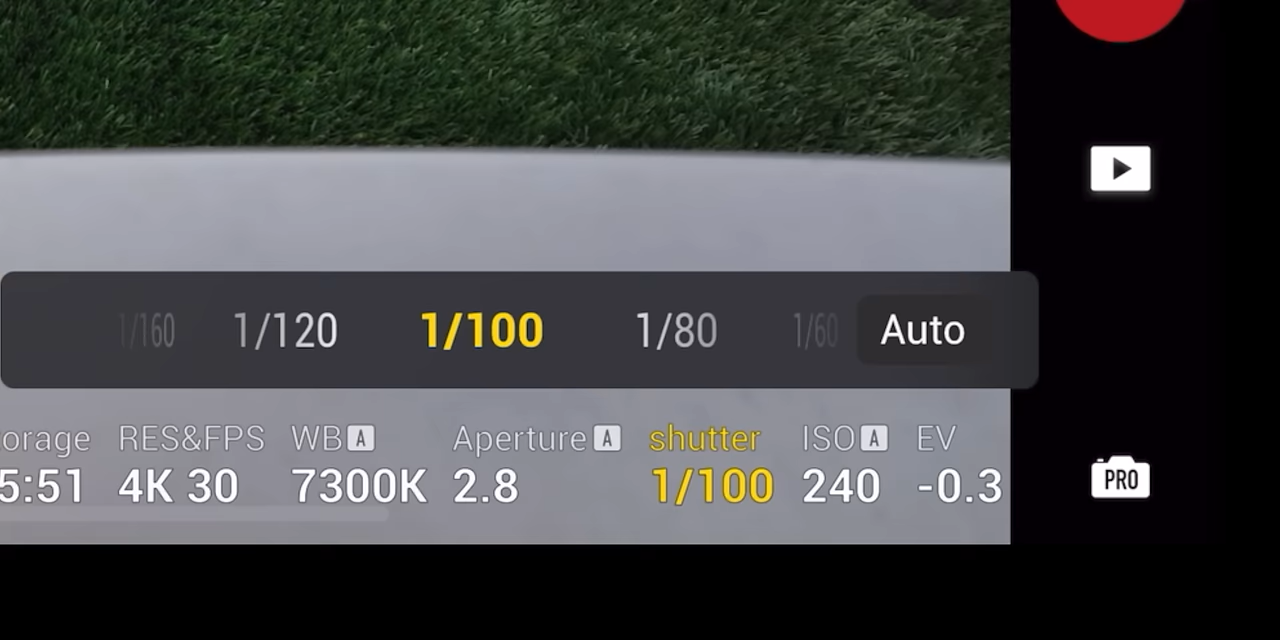 1/160 1/120 1/100 1/80 1/60 Auto
orage RES&FPS WB A Aperture A shutter ISO A EV
5:51 4K 30 7300K 2.8 1/100 240 -0.3
PRO